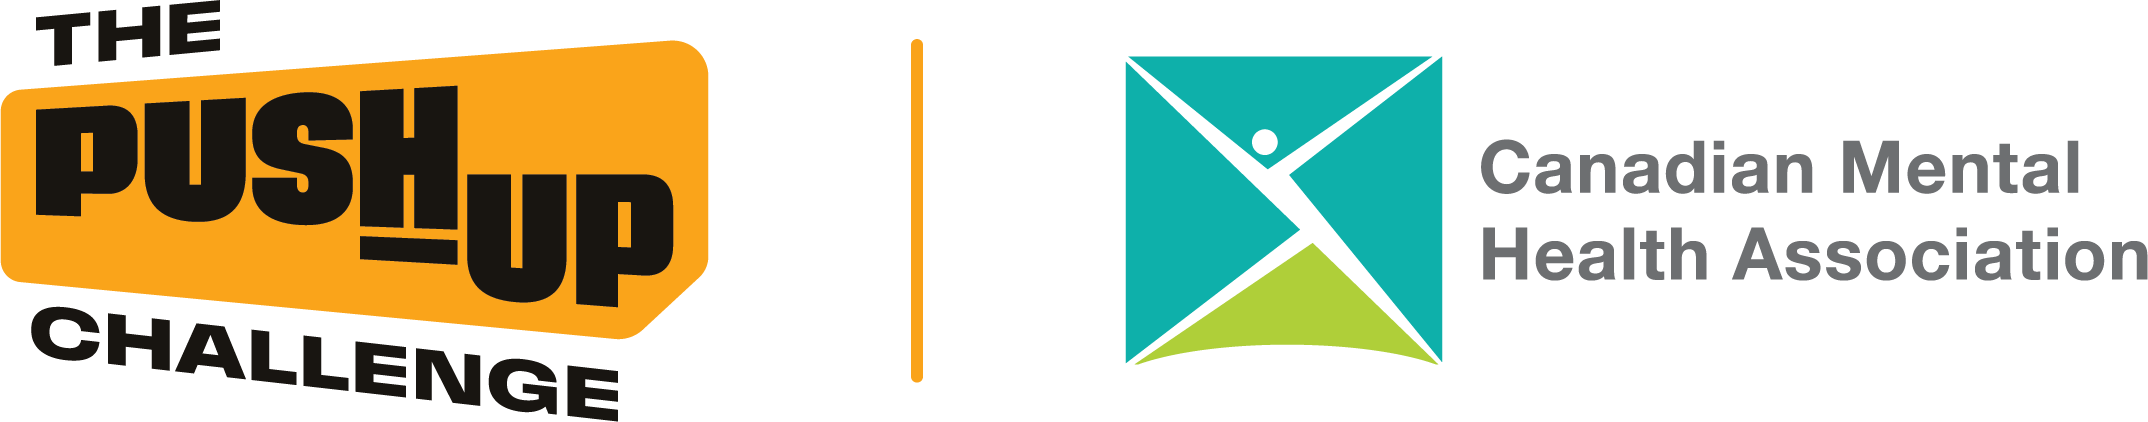 THE
PUSH
UP
CHALLENGE
Canadian Mental
Health Association